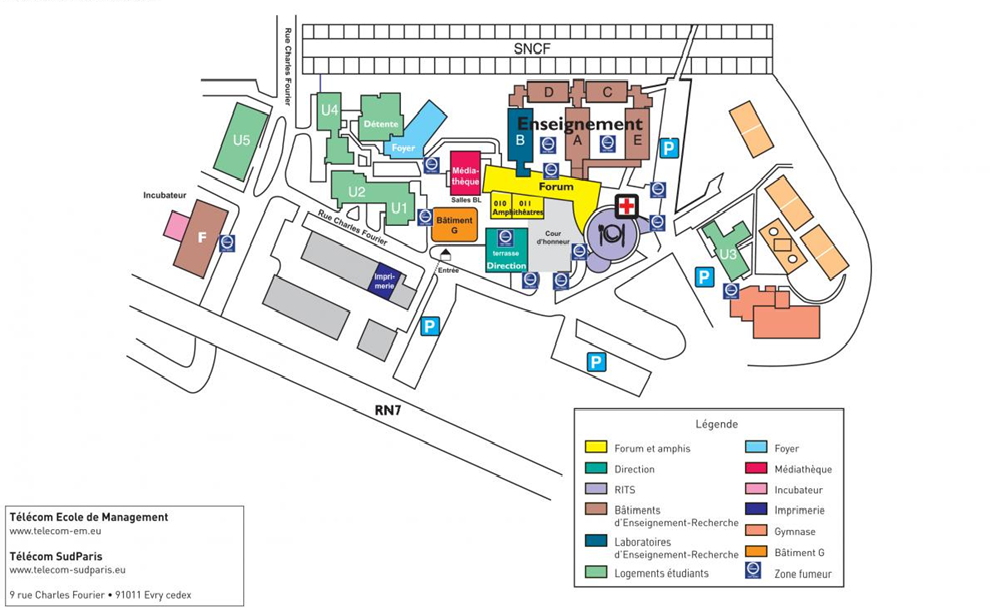 SNCF
Rue Charles Fourier
U4
Détente
Foyer
U5
D
C
Enseignement
B
A
E
P
Média-
thèque
Salles BL
Forum
010
011
Amphithéatres
U2
U1
Incubateur
F
Rue Charles Fourier
Bâtiment
G
Cour
d'honneur
terrasse
Direction
Entrée
U3
P
Impri-
merie
P
P
RN7
Légende
Forum et amphis
Direction
RITS
Bâtiments
d'Enseignement-Recherche
Laboratoires
d'Enseignement-Recherche
Logements étudiants
Foyer
Médiathèque
Incubateur
Imprimerie
Gymnase
Bâtiment G
Zone fumeur
Télécom Ecole de Management
www.telecom-em.eu
Télécom SudParis
www.telecom-sudparis.eu
9 rue Charles Fourier • 91011 Evry cedex